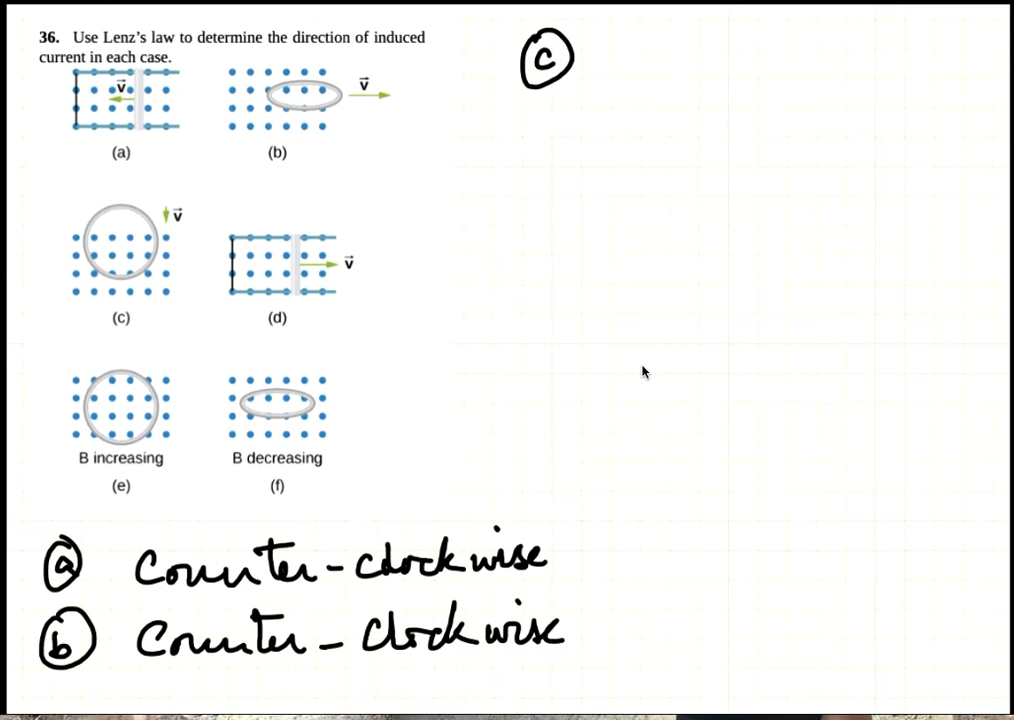 36. Use Lenz's law to determine the direction of induced
current in each case.
v
v
(a)
(b)
v
v
(c)
(d)
B increasing
B decreasing
(e)
(f)
ⓐ Counter-clockwise
ⓑ Counter-Clockwise
ⓒ